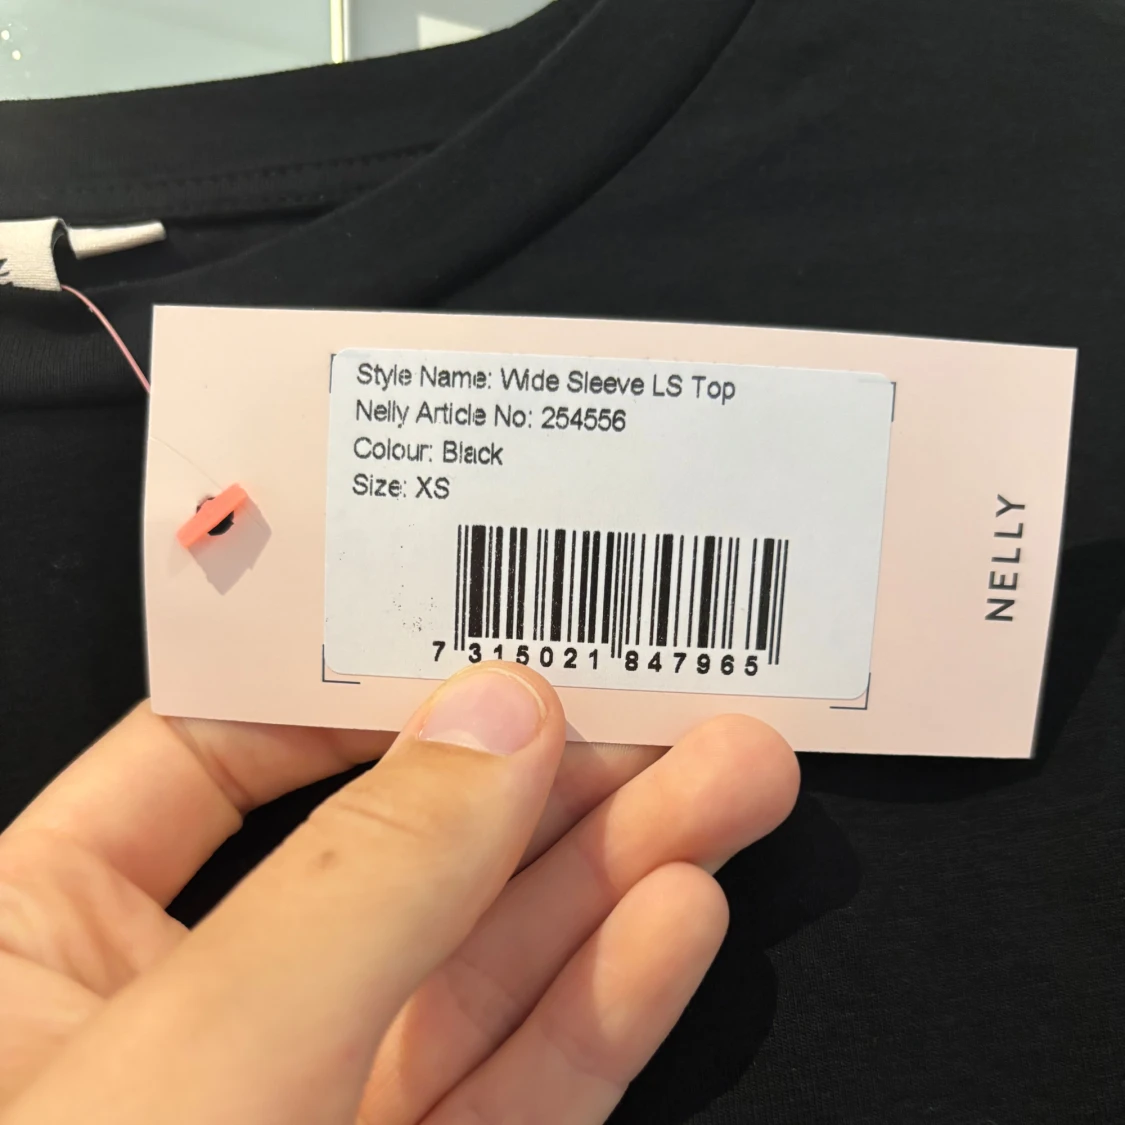 Style Name: Wide Sleeve LS Top
Nelly Article No: 254556
Colour: Black
Size: XS
7 315021 847965
NELLY